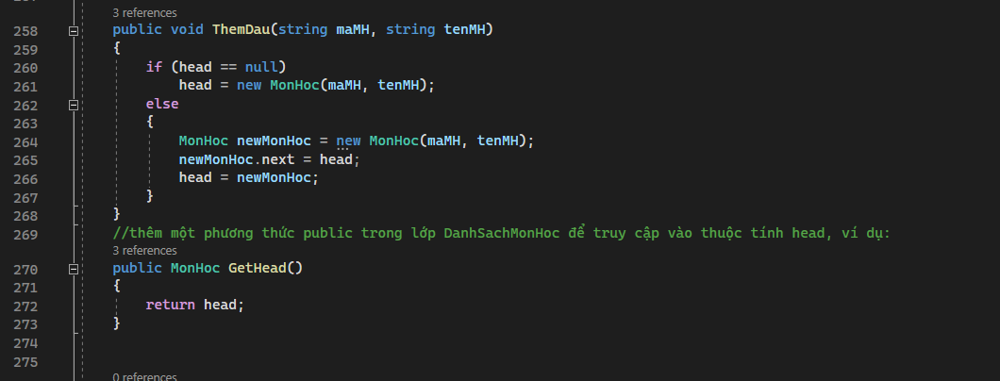 3 references
258 public void ThemDau(string maMH, string tenMH)
259 {
260 if (head == null)
261 head = new MonHoc(maMH, tenMH);
262 else
263 {
264 MonHoc newMonHoc = new MonHoc(maMH, tenMH);
265 newMonHoc.next = head;
266 head = newMonHoc;
267 }
268 }
269 //thêm một phương thức public trong lớp DanhSachMonHoc để truy cập vào thuộc tính head, ví dụ:
3 references
270 public MonHoc GetHead()
271 {
272 return head;
273 }
274
275
0 references